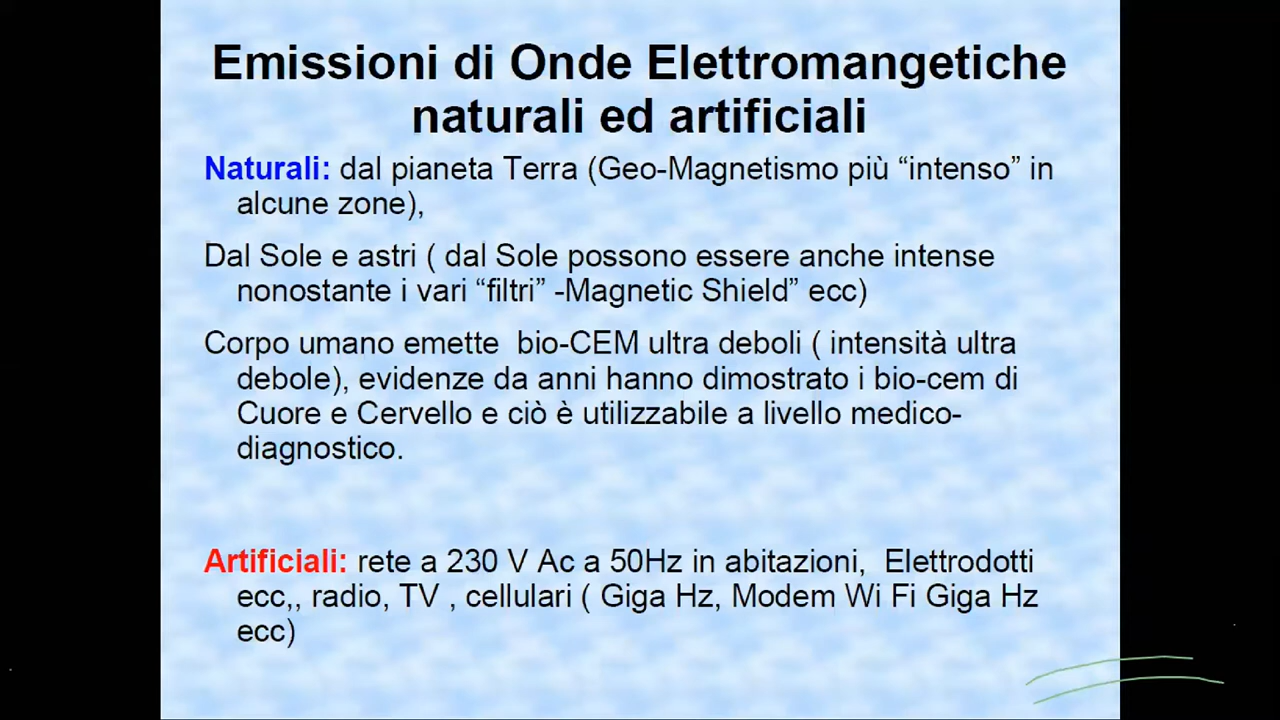 Emissioni di Onde Elettromangetiche
naturali ed artificiali
Naturali: dal pianeta Terra (Geo-Magnetismo più “intenso” in
alcune zone),
Dal Sole e astri ( dal Sole possono essere anche intense
nonostante i vari “filtri” -Magnetic Shield” ecc)
Corpo umano emette  bio-CEM ultra deboli ( intensità ultra
debole), evidenze da anni hanno dimostrato i bio-cem di
Cuore e Cervello e ciò è utilizzabile a livello medico-
diagnostico.
Artificiali: rete a 230 V Ac a 50Hz in abitazioni,  Elettrodotti
ecc,, radio, TV , cellulari ( Giga Hz, Modem Wi Fi Giga Hz
ecc)